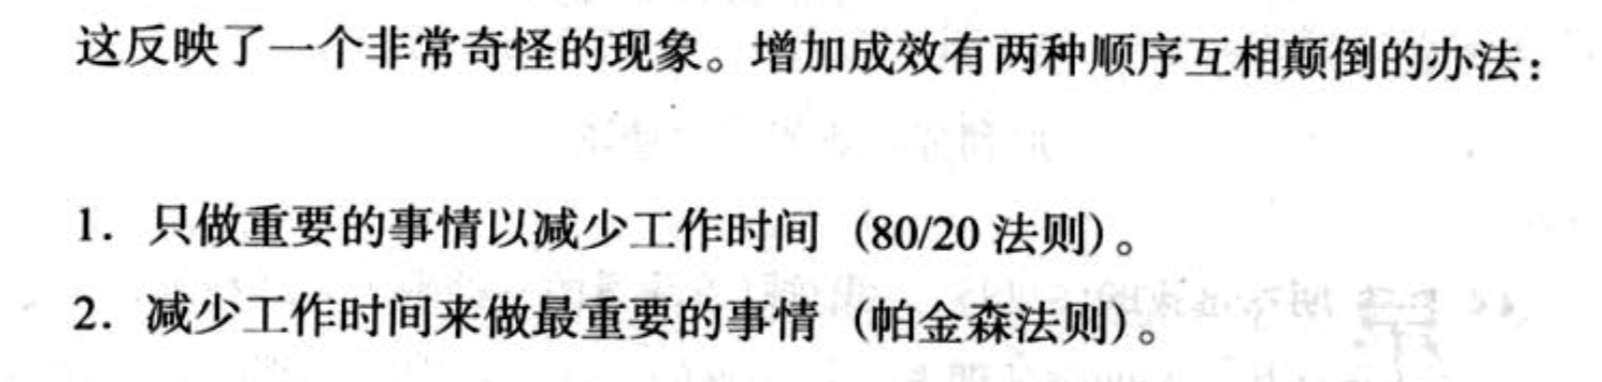 这反映了一个非常奇怪的现象。增加成效有两种顺序互相颠倒的办法：
1. 只做重要的事情以减少工作时间（80/20 法则）。
2. 减少工作时间来做最重要的事情（帕金森法则）。